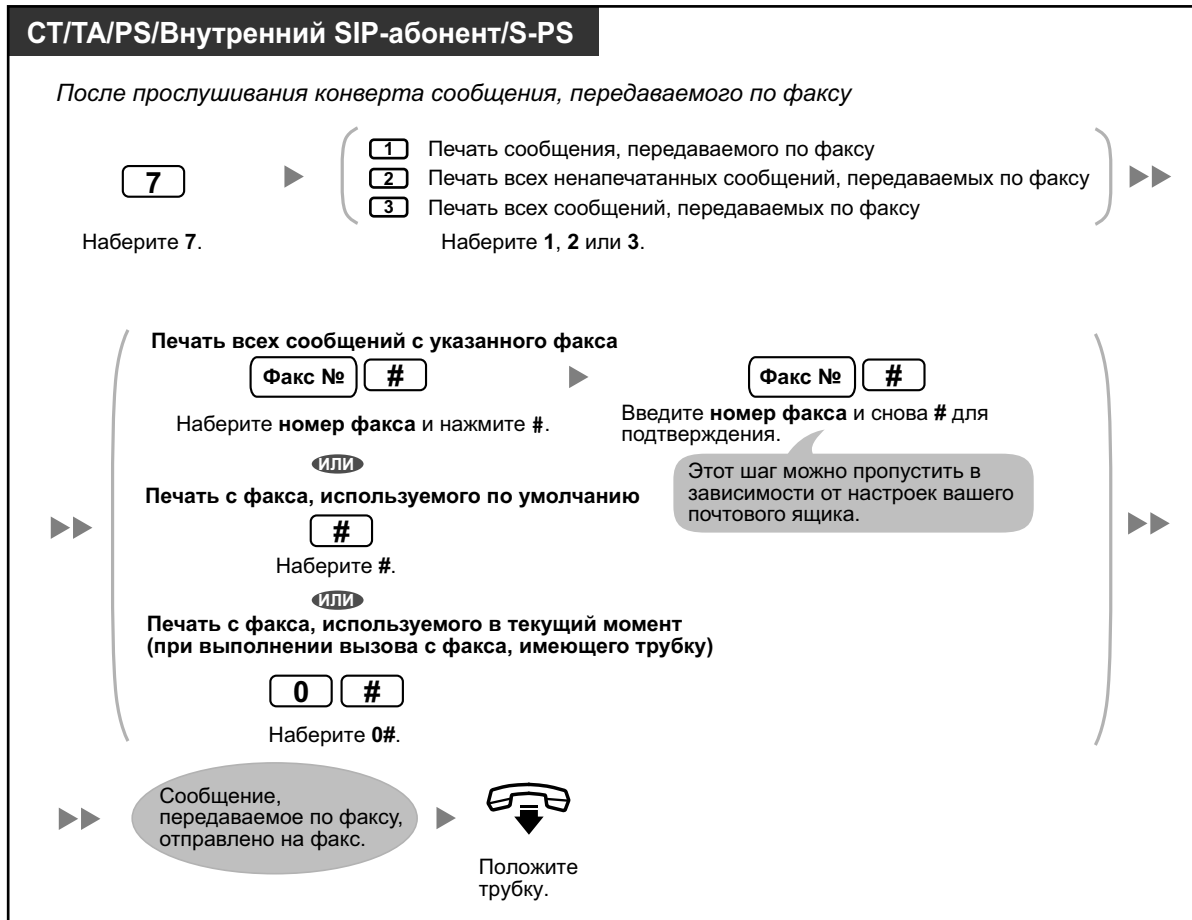 СТ/ТА/PS/Внутренний SIP-абонент/S-PS
После прослушивания конверта сообщения, передаваемого по факсу
7
Наберите 7.
1 Печать сообщения, передаваемого по факсу
2 Печать всех ненапечатанных сообщений, передаваемых по факсу
3 Печать всех сообщений, передаваемых по факсу
Наберите 1, 2 или 3.
Печать всех сообщений с указанного факса
Факс № #
Наберите номер факса и нажмите #.
Факс № #
Введите номер факса и снова # для
подтверждения.
Этот шаг можно пропустить в
зависимости от настроек вашего
почтового ящика.
ИЛИ
Печать с факса, используемого по умолчанию
#
Наберите #.
ИЛИ
Печать с факса, используемого в текущий момент
(при выполнении вызова с факса, имеющего трубку)
0 #
Наберите 0#.
Сообщение,
передаваемое по факсу,
отправлено на факс.
Положите
трубку.